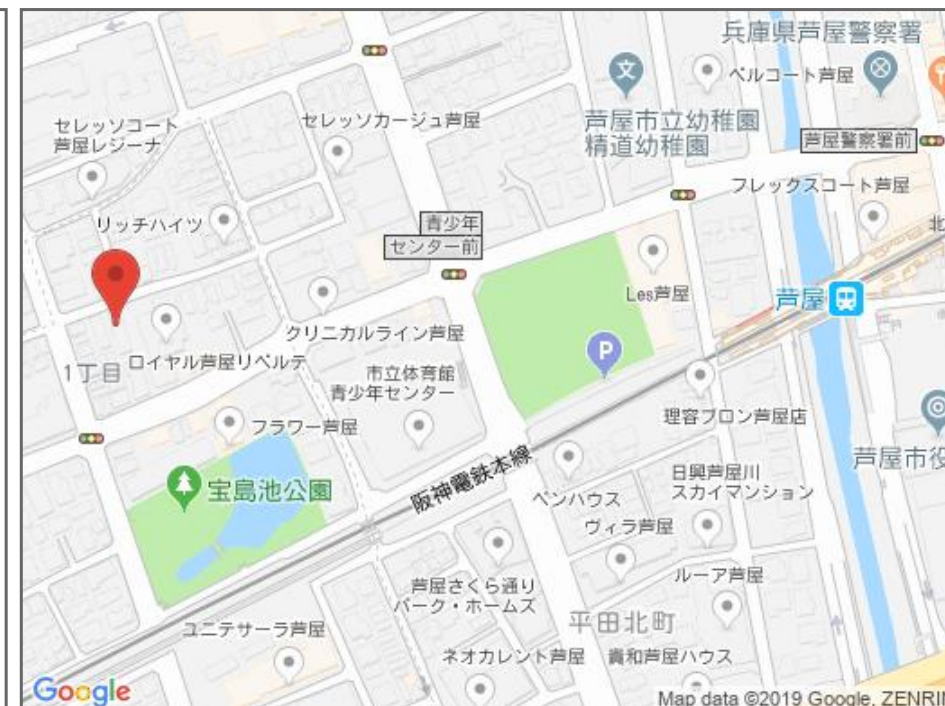 兵庫県芦屋警察署
ベルコート芦屋
文
芦屋市立幼稚園
精道幼稚園
芦屋警察署前
セレッソコート
芦屋レジーナ
セレッソカージュ芦屋
フレックスコート芦屋
リッチハイツ
青少年
センター前
北
Les芦屋
芦屋
クリニカルライン芦屋
P
ロイヤル芦屋リベルテ
1丁目
市立体育館
青少年センター
理容ブロン芦屋店
フラワー芦屋
芦屋市役
宝島池公園
阪神電鉄本線
日興芦屋川
スカイマンション
ペンハウス
ヴィラ芦屋
ルーア芦屋
芦屋さくら通り
パーク・ホームズ
平田北町
ユニテサーラ芦屋
ネオカレント芦屋
貴和芦屋ハウス
Google
Map data ©2019 Google, ZENRIN